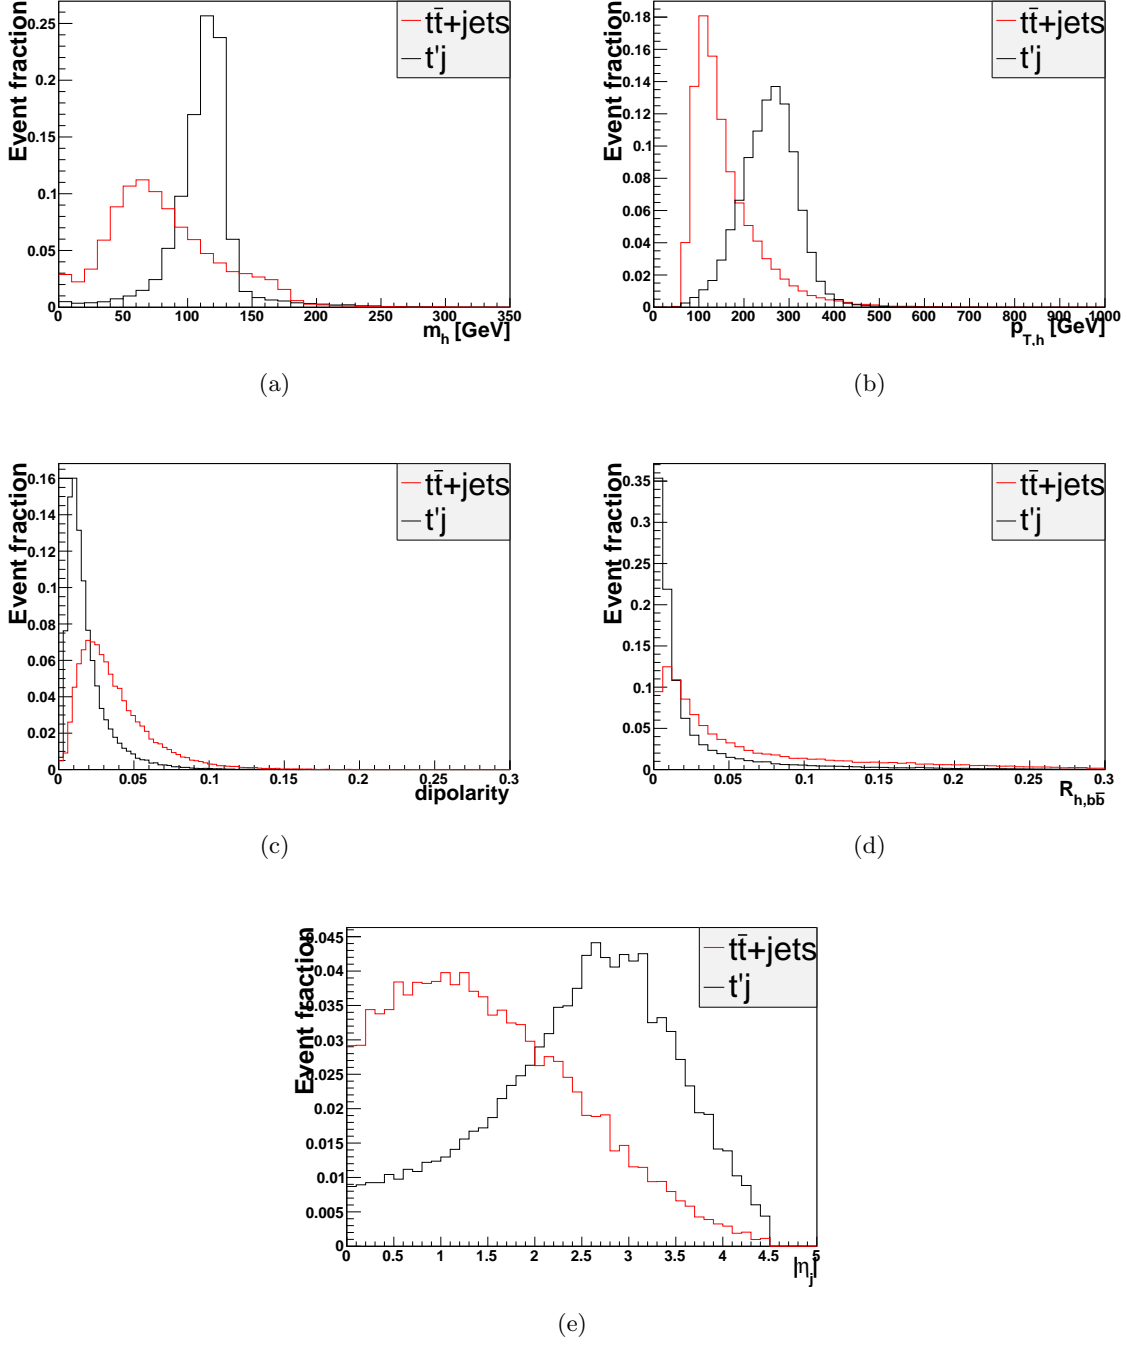 Event fraction
0.25
0.2
0.15
0.1
0.05
0
tt̄+jets
t'j
0 50 100 150 200 250 300 350
m_h [GeV]
(a)
Event fraction
0.18
0.16
0.14
0.12
0.10
0.08
0.06
0.04
0.02
0
tt̄+jets
t'j
0 100 200 300 400 500 600 700 800 900 1000
p_T,h [GeV]
(b)
Event fraction
0.16
0.14
0.12
0.1
0.08
0.06
0.04
0.02
0
tt̄+jets
t'j
0 0.05 0.1 0.15 0.2 0.25 0.3
dipolarity
(c)
Event fraction
0.35
0.3
0.25
0.2
0.15
0.1
0.05
0
tt̄+jets
t'j
0 0.05 0.1 0.15 0.2 0.25 0.3
R_h,bb̄
(d)
Event fraction
0.045
0.04
0.035
0.03
0.025
0.02
0.015
0.01
0.005
0
tt̄+jets
t'j
0 0.5 1 1.5 2 2.5 3 3.5 4 4.5 5
|η_j|
(e)